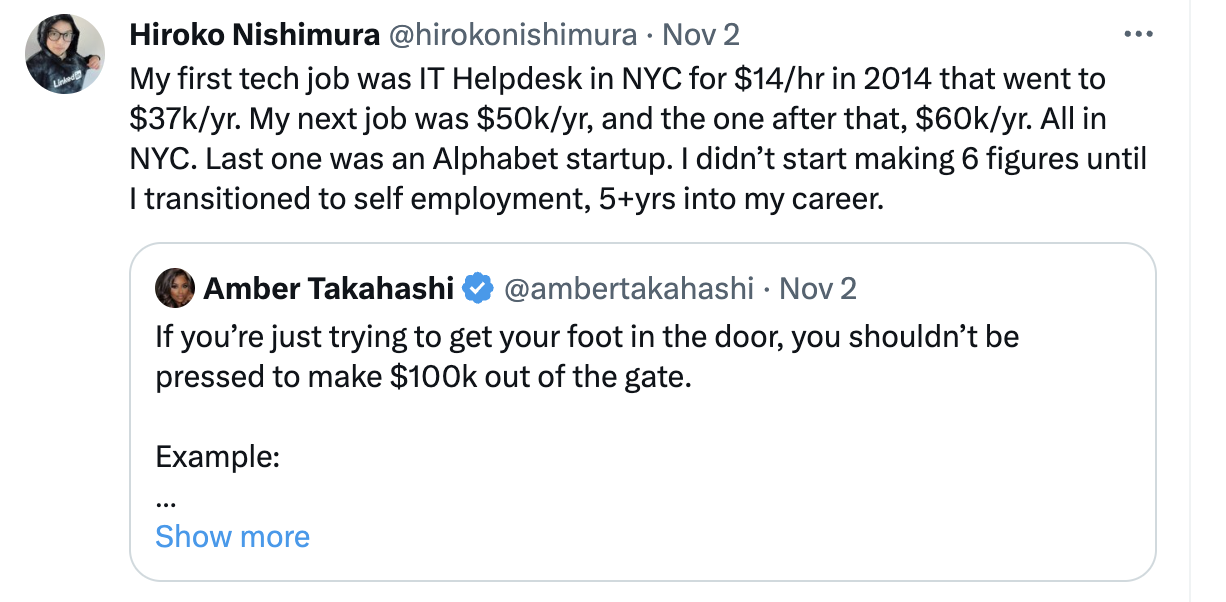 Hiroko Nishimura @hirokonishimura · Nov 2
My first tech job was IT Helpdesk in NYC for $14/hr in 2014 that went to
$37k/yr. My next job was $50k/yr, and the one after that, $60k/yr. All in
NYC. Last one was an Alphabet startup. I didn’t start making 6 figures until
I transitioned to self employment, 5+yrs into my career.
Amber Takahashi @ambertakahashi · Nov 2
If you’re just trying to get your foot in the door, you shouldn’t be
pressed to make $100k out of the gate.
Example:
...
Show more
LinkedIn